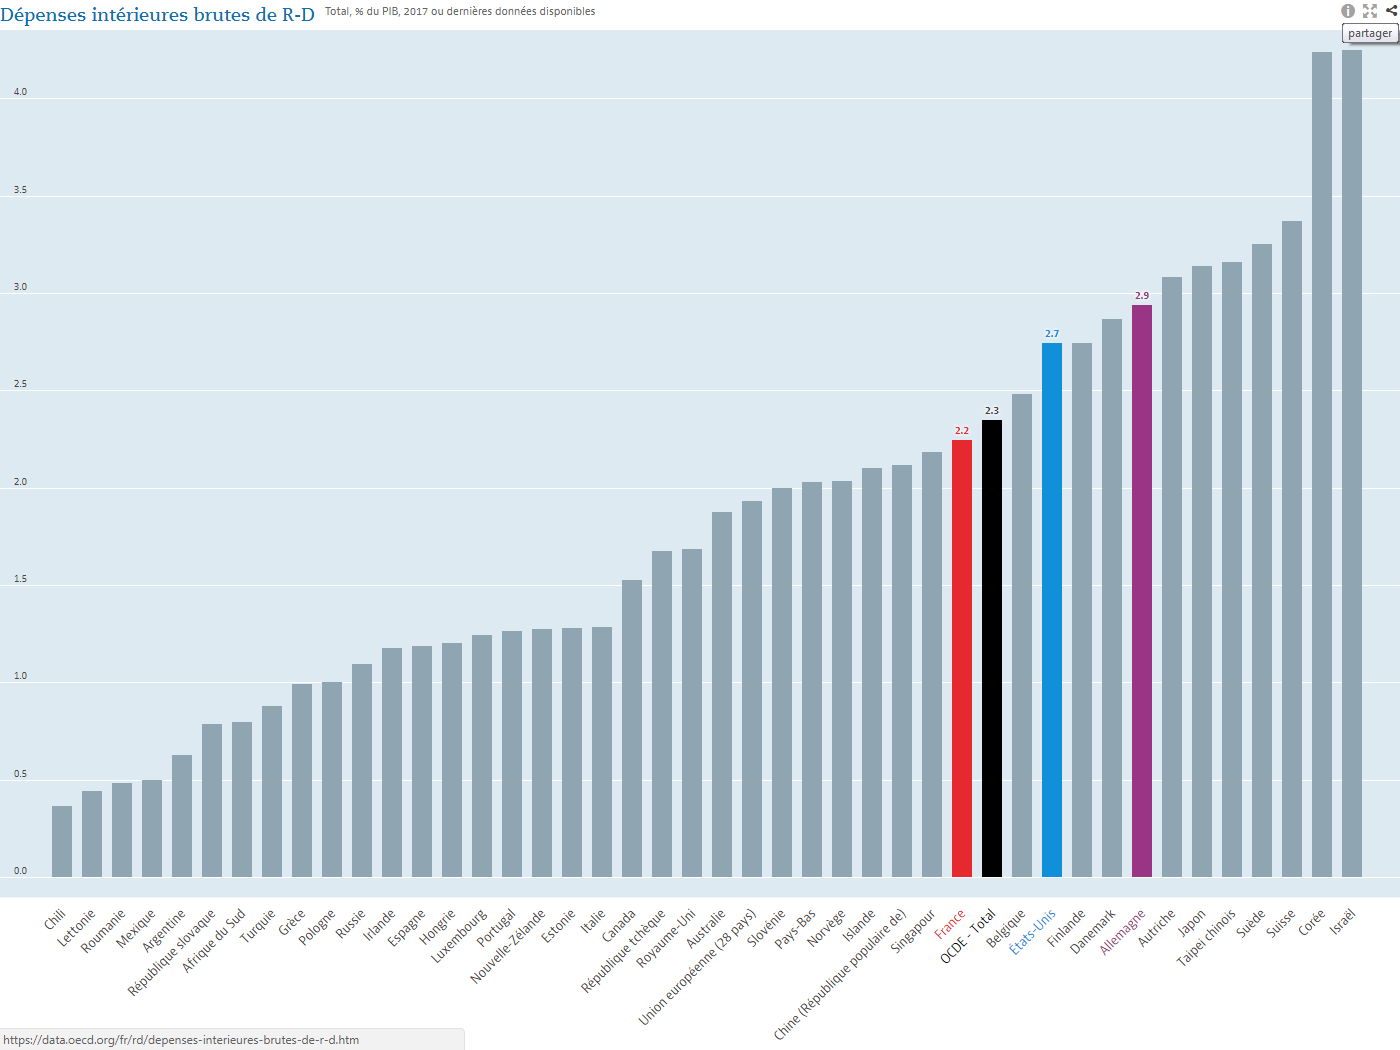 Dépenses intérieures brutes de R-D Total, % du PIB, 2017 ou dernières données disponibles
partager
4.0
3.5
3.0
2.5
2.0
1.5
1.0
0.5
0.0
2.2
2.3
2.7
2.9
Chili
Lettonie
Roumanie
Mexique
Argentine
République slovaque
Afrique du Sud
Turquie
Grèce
Pologne
Russie
Irlande
Espagne
Hongrie
Luxembourg
Portugal
Nouvelle-Zélande
Estonie
Italie
Canada
République tchèque
Royaume-Uni
Australie
Union européenne (28 pays)
Slovénie
Pays-Bas
Norvège
Islande
Chine (République populaire de)
Singapour
France
OCDE - Total
Belgique
États-Unis
Finlande
Danemark
Allemagne
Autriche
Japon
Taipei chinois
Suède
Suisse
Corée
Israël
https://data.oecd.org/fr/rd/depenses-interieures-brutes-de-r-d.htm